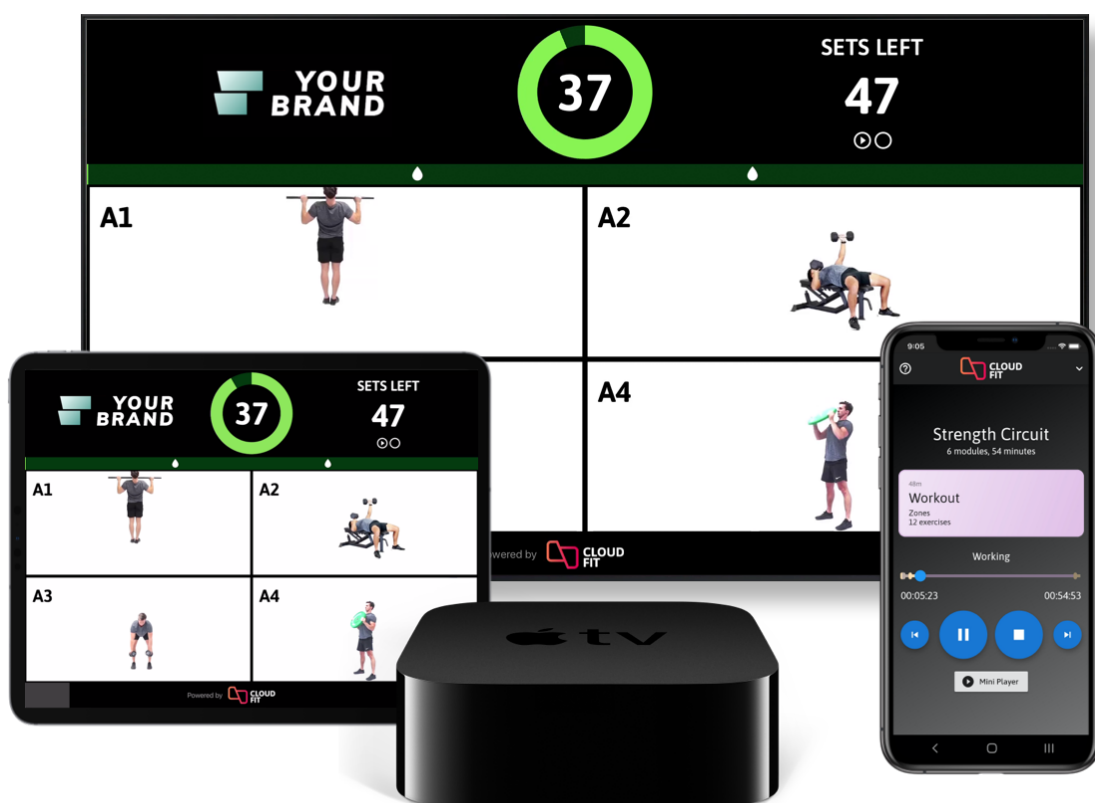 YOUR
BRAND
37
SETS LEFT
47
A1
A2
A4
wered by CLOUD
FIT
YOUR
BRAND
37
SETS LEFT
47
A1
A2
A3
A4
Powered by CLOUD
FIT
tv
9:05
CLOUD
FIT
Strength Circuit
6 modules, 54 minutes
48m
Workout
Zones
12 exercises
Working
00:05:23
00:54:53
Mini Player